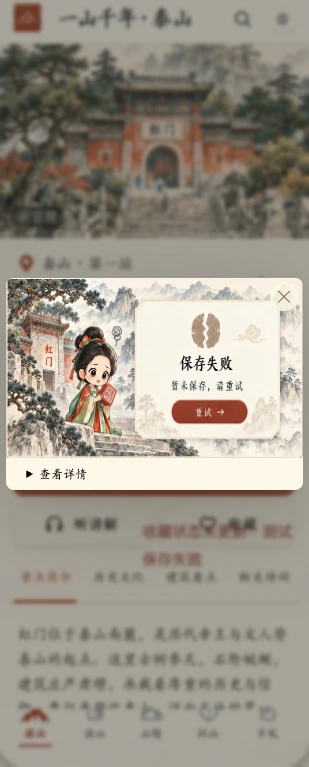 一山千年·泰山
红门
泰山·第一站
红门
保存失败
暂未保存，请重试
重试 →
▶ 查看详情
听讲解
收藏
收藏状态未更新，请重试
保存失败
景点简介 历史文化 建筑看点 相关诗词
红门位于泰山南麓，是历代帝王与文人登
泰山的起点。这里古树参天，石阶蜿蜒，
建筑庄严肃穆，承载着厚重的历史与信